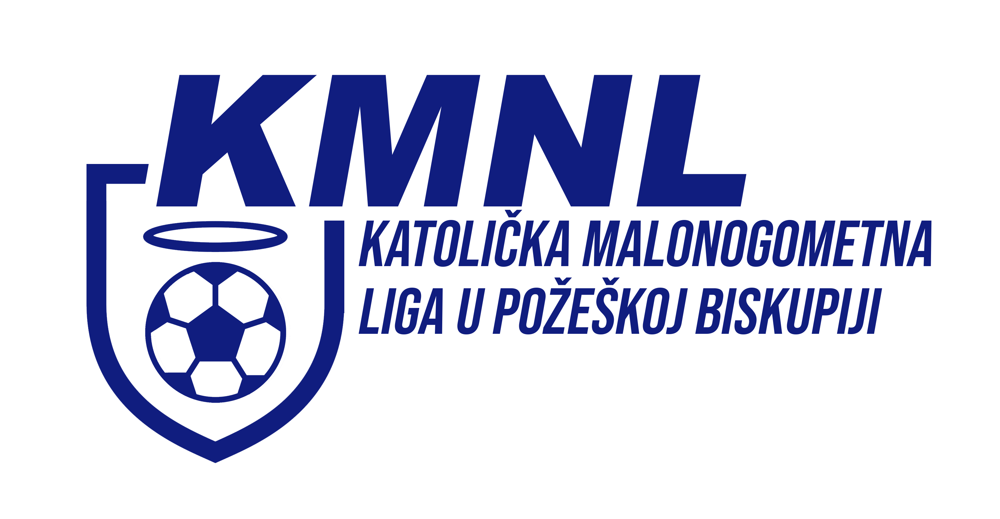 KMNL
KATOLIČKA MALONOGOMETNA
LIGA U POŽEŠKOJ BISKUPIJI